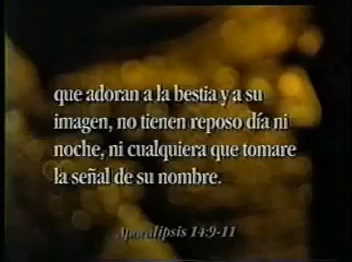 que adoran a la bestia y a su
imagen, no tienen reposo día ni
noche, ni cualquiera que tomare
la señal de su nombre.
Apocalipsis 14:9-11